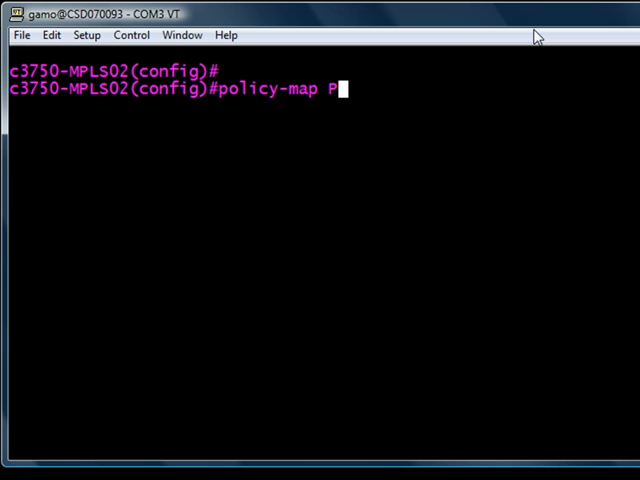 gamo@CSD070093 - COM3 VT
File Edit Setup Control Window Help
c3750-MPLS02(config)#
c3750-MPLS02(config)#policy-map P